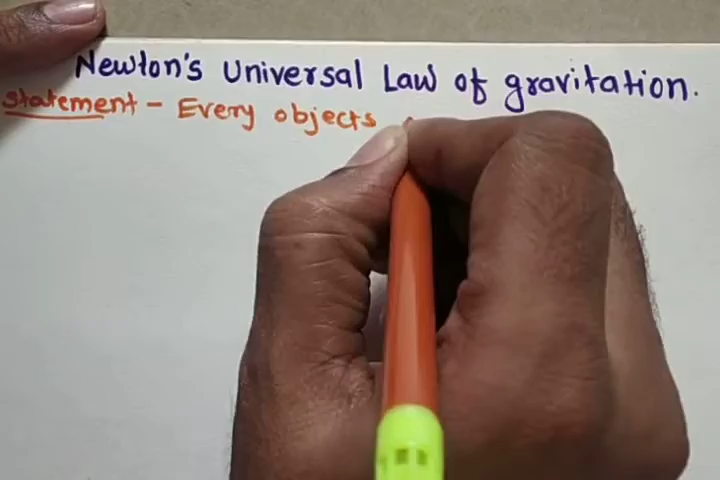 Newton's Universal Law of gravitation.
Statement - Every objects